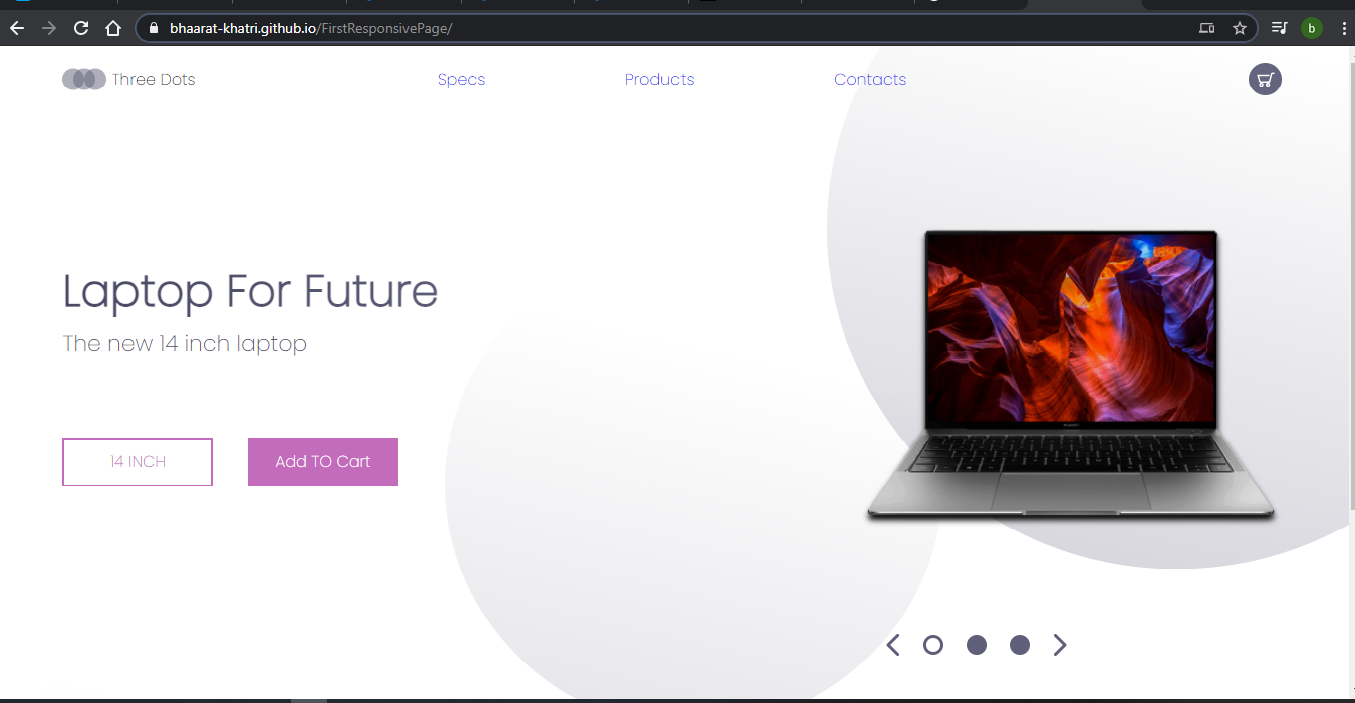 bhaarat-khatri.github.io/FirstResponsivePage/
b
Three Dots Specs Products Contacts
Laptop For Future
The new 14 inch laptop
14 INCH Add TO Cart